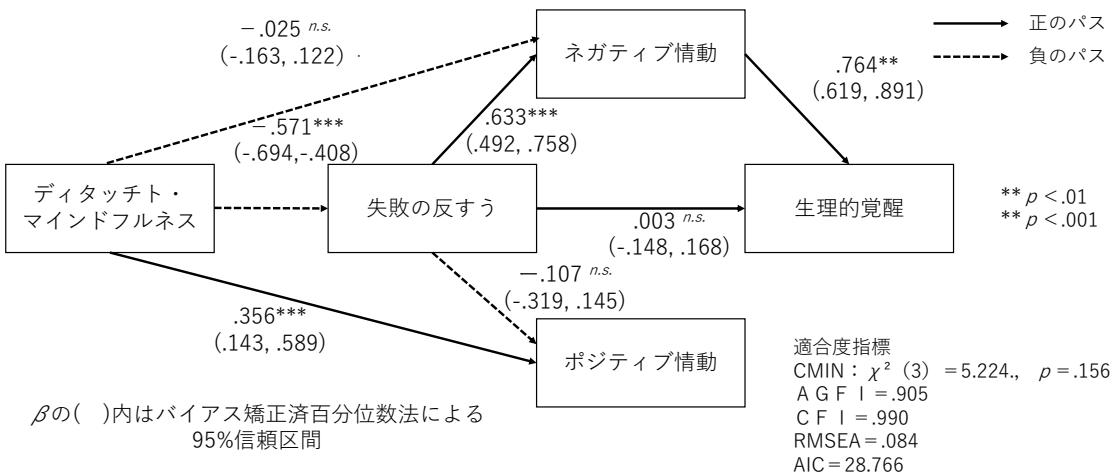 −.025 n.s.
(-.163, .122)
ネガティブ情動
正のパス
負のパス
.764**
(.619, .891)
−.571***
(-.694,-.408)
.633***
(.492, .758)
ディタッチト・
マインドフルネス
失敗の反すう
生理的覚醒
** p <.01
** p <.001
.003 n.s.
(-.148, .168)
−.107 n.s.
(-.319, .145)
.356***
(.143, .589)
ポジティブ情動
適合度指標
CMIN：χ²（3）=5.224., p =.156
ＡＧＦＩ=.905
ＣＦＩ=.990
RMSEA=.084
AIC=28.766
βの( )内はバイアス矯正済百分位数法による
95%信頼区間